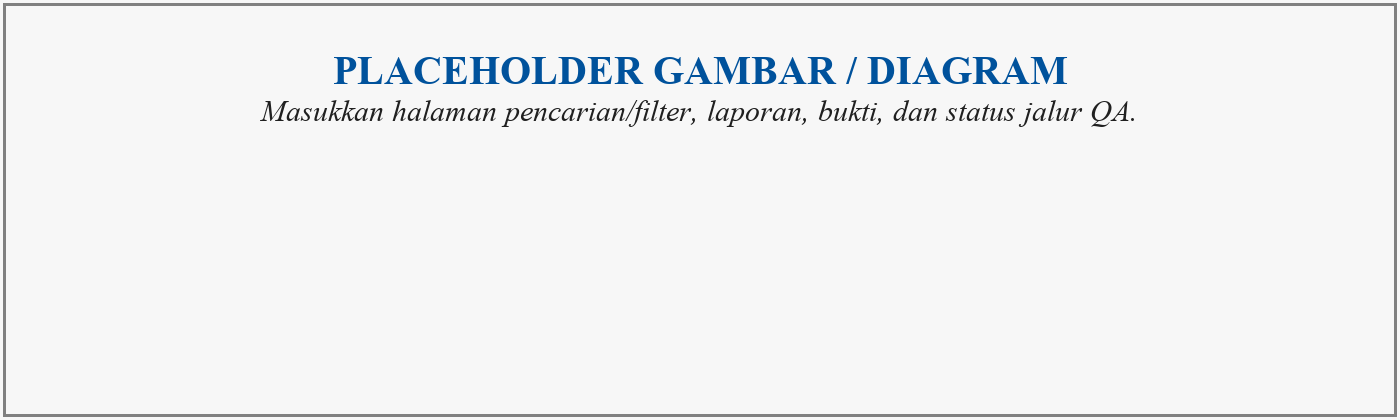 PLACEHOLDER GAMBAR / DIAGRAM
Masukkan halaman pencarian/filter, laporan, bukti, dan status jalur QA.